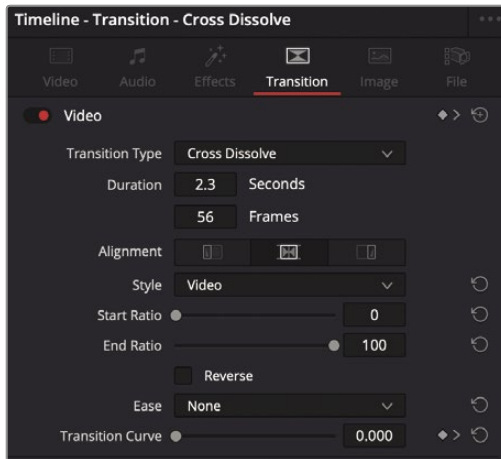 Timeline - Transition - Cross Dissolve
Video Audio Effects Transition Image File
Video
Transition Type Cross Dissolve
Duration 2.3 Seconds
56 Frames
Alignment
Style Video
Start Ratio 0
End Ratio 100
Reverse
Ease None
Transition Curve 0.000